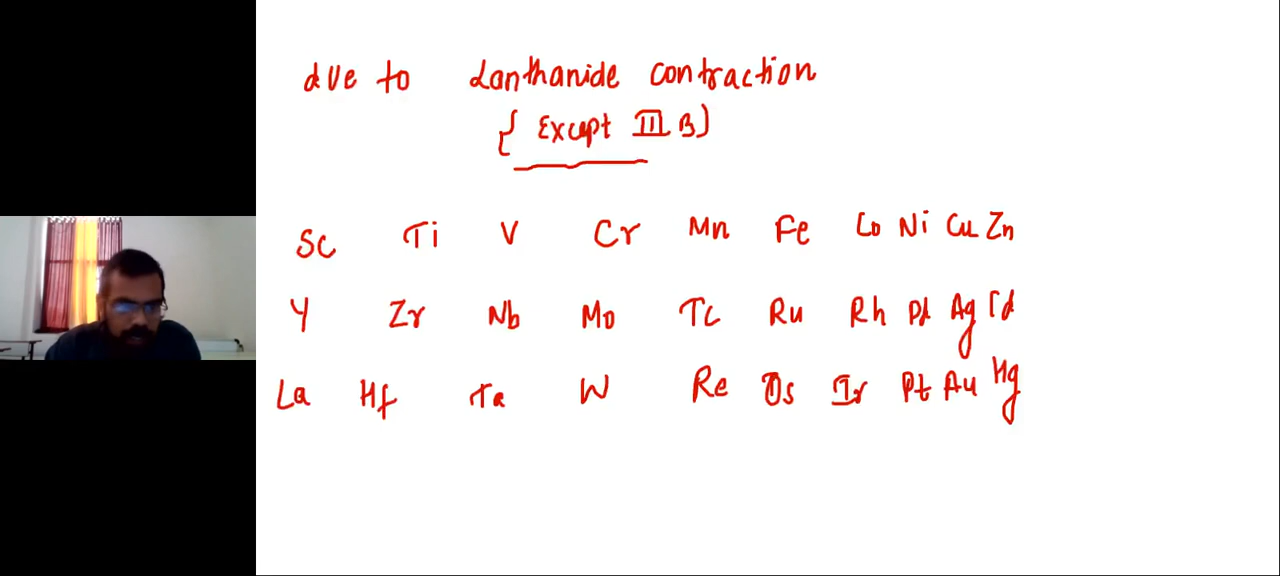 due to Lanthanide contraction
{ Except III B)
Sc Ti V Cr Mn Fe Co Ni Cu Zn
Y Zr Nb Mo Tc Ru Rh Pd Ag Cd
La Hf Ta W Re Os Ir Pt Au Hg